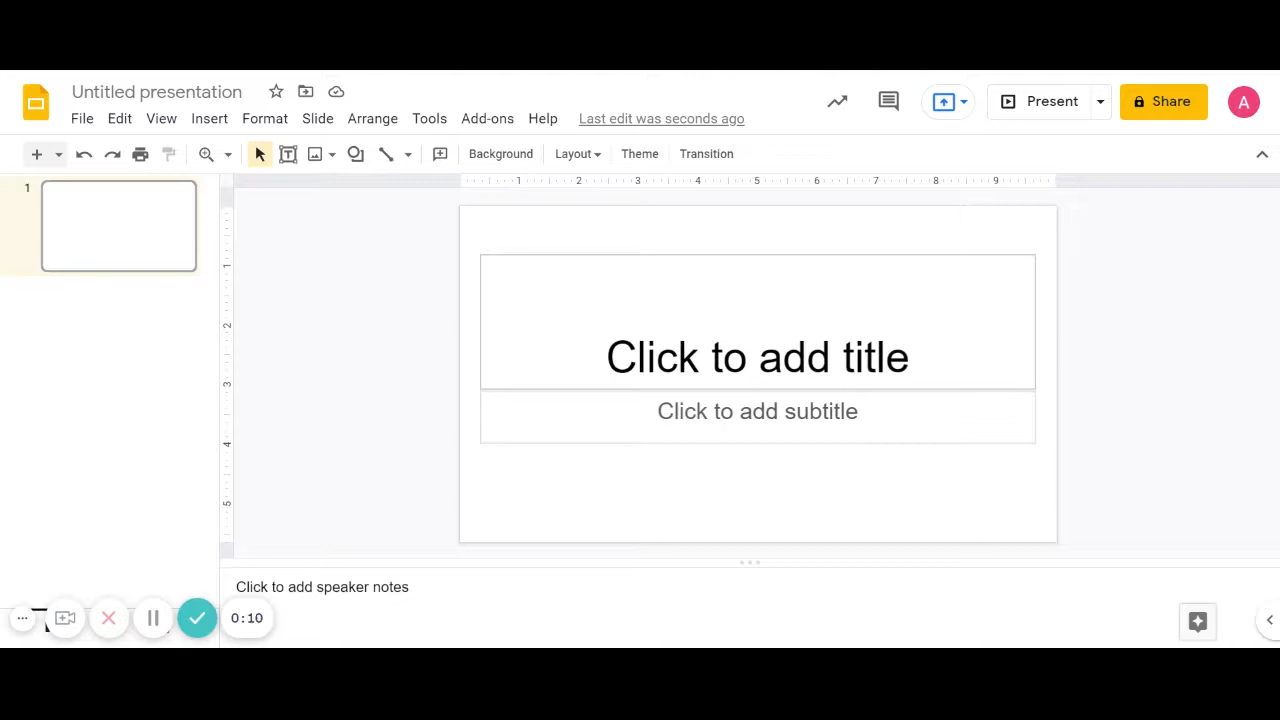 Untitled presentation
File Edit View Insert Format Slide Arrange Tools Add-ons Help Last edit was seconds ago
Present
Share
A
Background Layout Theme Transition
1 2 3 4 5 6 7 8 9
1
1
2
3
4
5
Click to add title
Click to add subtitle
Click to add speaker notes
0:10